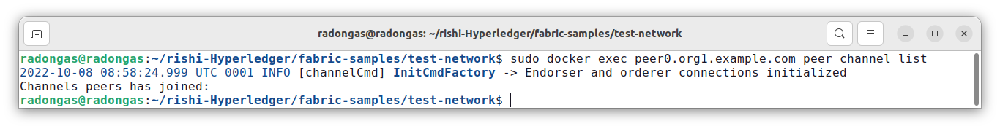 radongas@radongas: ~/rishi-Hyperledger/fabric-samples/test-network
radongas@radongas:~/rishi-Hyperledger/fabric-samples/test-network$ sudo docker exec peer0.org1.example.com peer channel list
2022-10-08 08:58:24.999 UTC 0001 INFO [channelCmd] InitCmdFactory -> Endorser and orderer connections initialized
Channels peers has joined:
radongas@radongas:~/rishi-Hyperledger/fabric-samples/test-network$